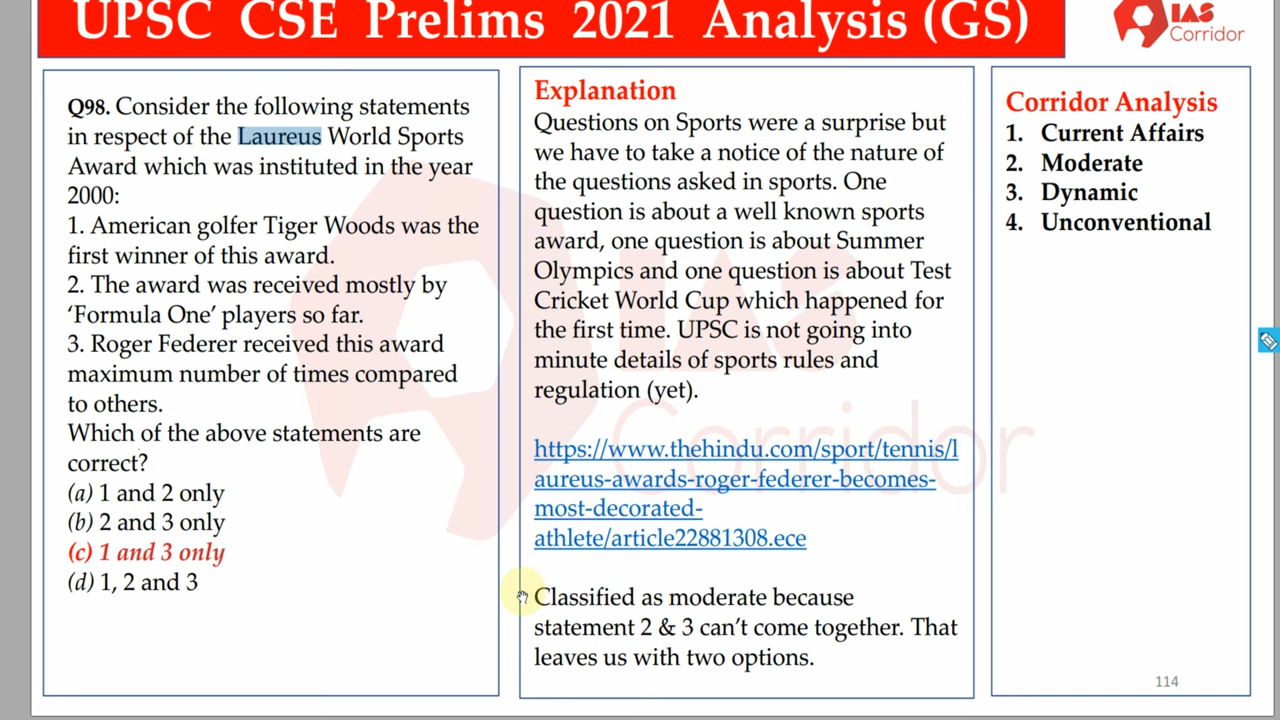 UPSC CSE Prelims 2021 Analysis (GS)
IAS
Corridor
Q98. Consider the following statements
in respect of the Laureus World Sports
Award which was instituted in the year
2000:
1. American golfer Tiger Woods was the
first winner of this award.
2. The award was received mostly by
‘Formula One’ players so far.
3. Roger Federer received this award
maximum number of times compared
to others.
Which of the above statements are
correct?
(a) 1 and 2 only
(b) 2 and 3 only
(c) 1 and 3 only
(d) 1, 2 and 3
Explanation
Questions on Sports were a surprise but
we have to take a notice of the nature of
the questions asked in sports. One
question is about a well known sports
award, one question is about Summer
Olympics and one question is about Test
Cricket World Cup which happened for
the first time. UPSC is not going into
minute details of sports rules and
regulation (yet).
https://www.thehindu.com/sport/tennis/l
aureus-awards-roger-federer-becomes-
most-decorated-
athlete/article22881308.ece
Classified as moderate because
statement 2 & 3 can’t come together. That
leaves us with two options.
Corridor Analysis
1. Current Affairs
2. Moderate
3. Dynamic
4. Unconventional
IAS
Corridor
114